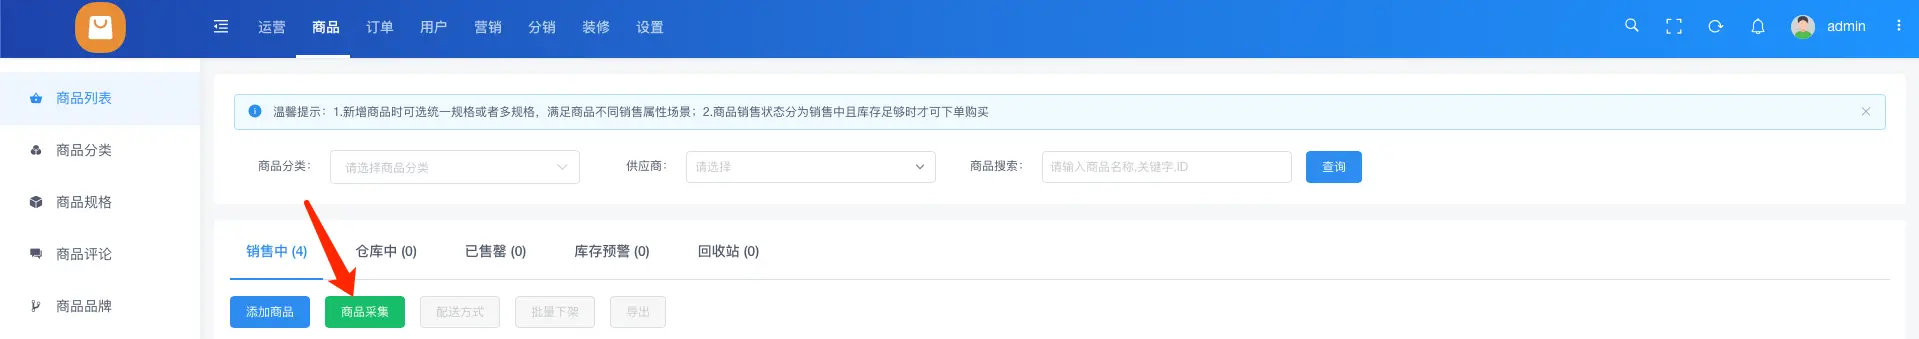 运营 商品 订单 用户 营销 分销 装修 设置 admin
商品列表
商品分类
商品规格
商品评论
商品品牌
温馨提示：1.新增商品时可选统一规格或者多规格，满足商品不同销售属性场景；2.商品销售状态分为销售中且库存足够时才可下单购买
商品分类： 请选择商品分类 供应商： 请选择 商品搜索： 请输入商品名称,关键字,ID 查询
销售中 (4) 仓库中 (0) 已售罄 (0) 库存预警 (0) 回收站 (0)
添加商品 商品采集 配送方式 批量下架 导出